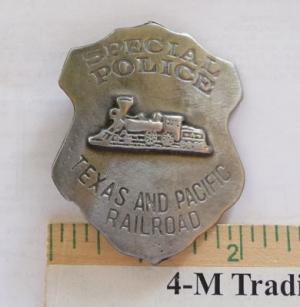 SPECIAL
POLICE
TEXAS AND PACIFIC
RAILROAD
2
4-M Tradi